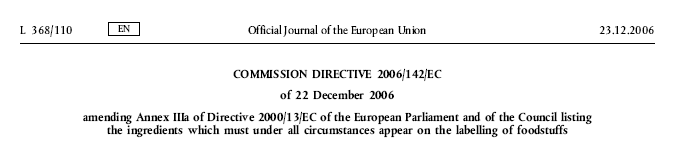 L 368/110 EN Official Journal of the European Union 23.12.2006
COMMISSION DIRECTIVE 2006/142/EC
of 22 December 2006
amending Annex IIIa of Directive 2000/13/EC of the European Parliament and of the Council listing
the ingredients which must under all circumstances appear on the labelling of foodstuffs